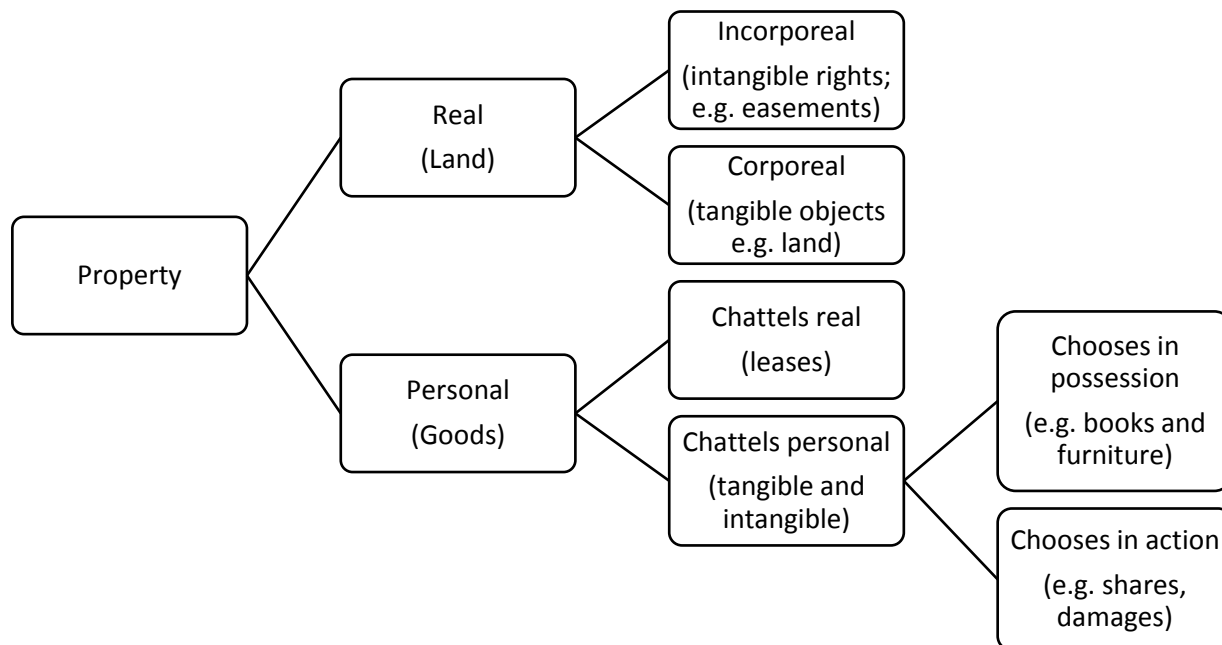 Property
Real
(Land)
Incorporeal
(intangible rights;
e.g. easements)
Corporeal
(tangible objects
e.g. land)
Personal
(Goods)
Chattels real
(leases)
Chattels personal
(tangible and
intangible)
Chooses in
possession
(e.g. books and
furniture)
Chooses in action
(e.g. shares,
damages)